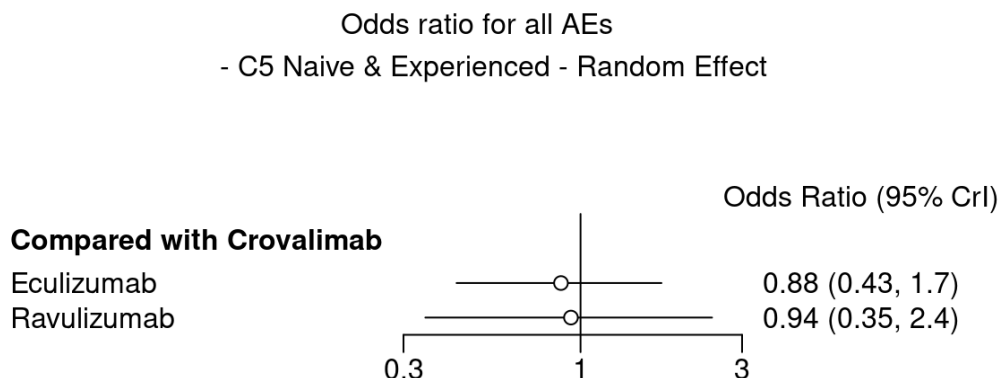 Odds ratio for all AEs
- C5 Naive & Experienced - Random Effect
Odds Ratio (95% CrI)
Compared with Crovalimab
Eculizumab 0.88 (0.43, 1.7)
Ravulizumab 0.94 (0.35, 2.4)
0.3 1 3